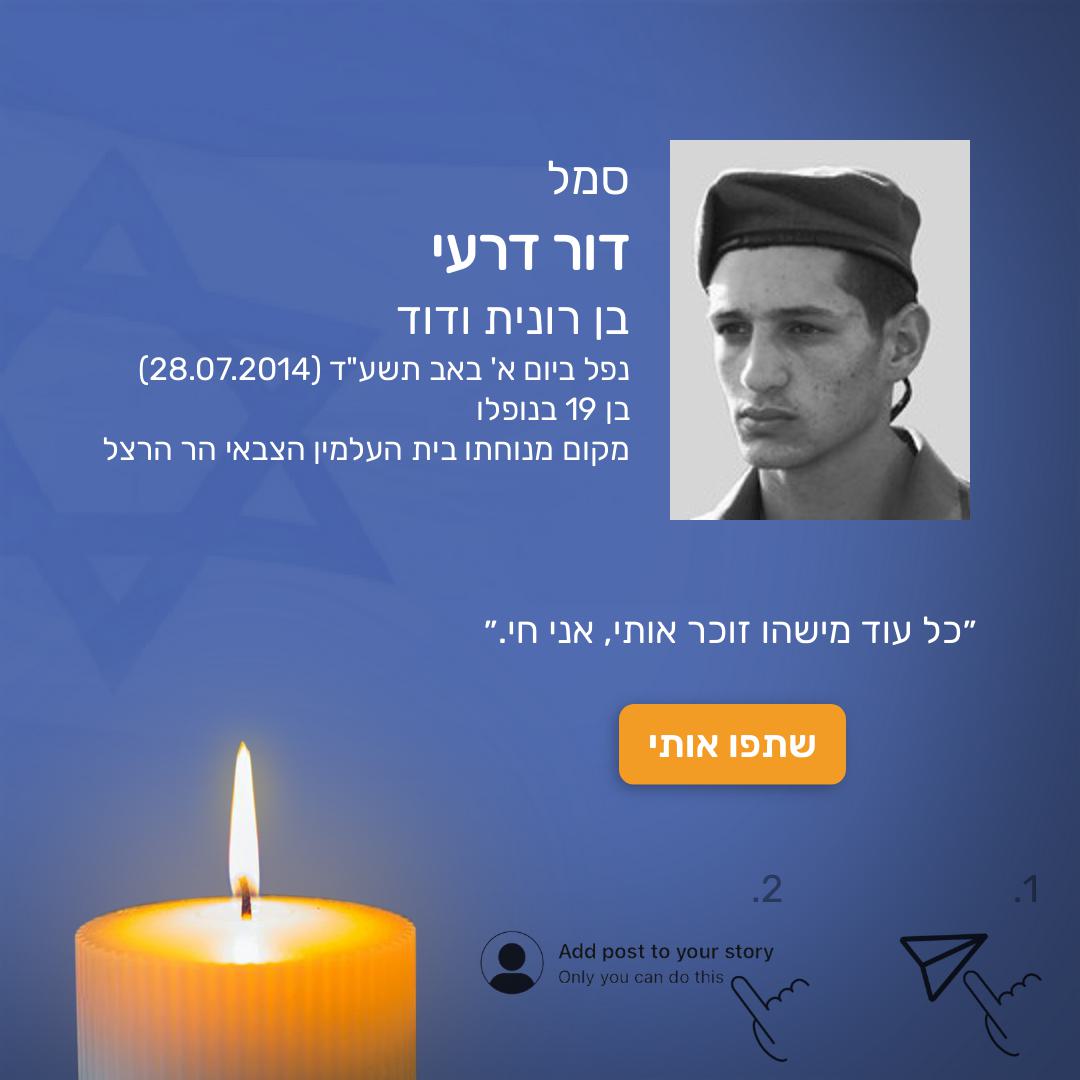 סמל
דור דרעי
בן רונית ודוד
נפל ביום א' באב תשע"ד (28.07.2014)
בן 19 בנופלו
מקום מנוחתו בית העלמין הצבאי הר הרצל
״כל עוד מישהו זוכר אותי, אני חי.״
שתפו אותי
.1
.2
Add post to your story
Only you can do this